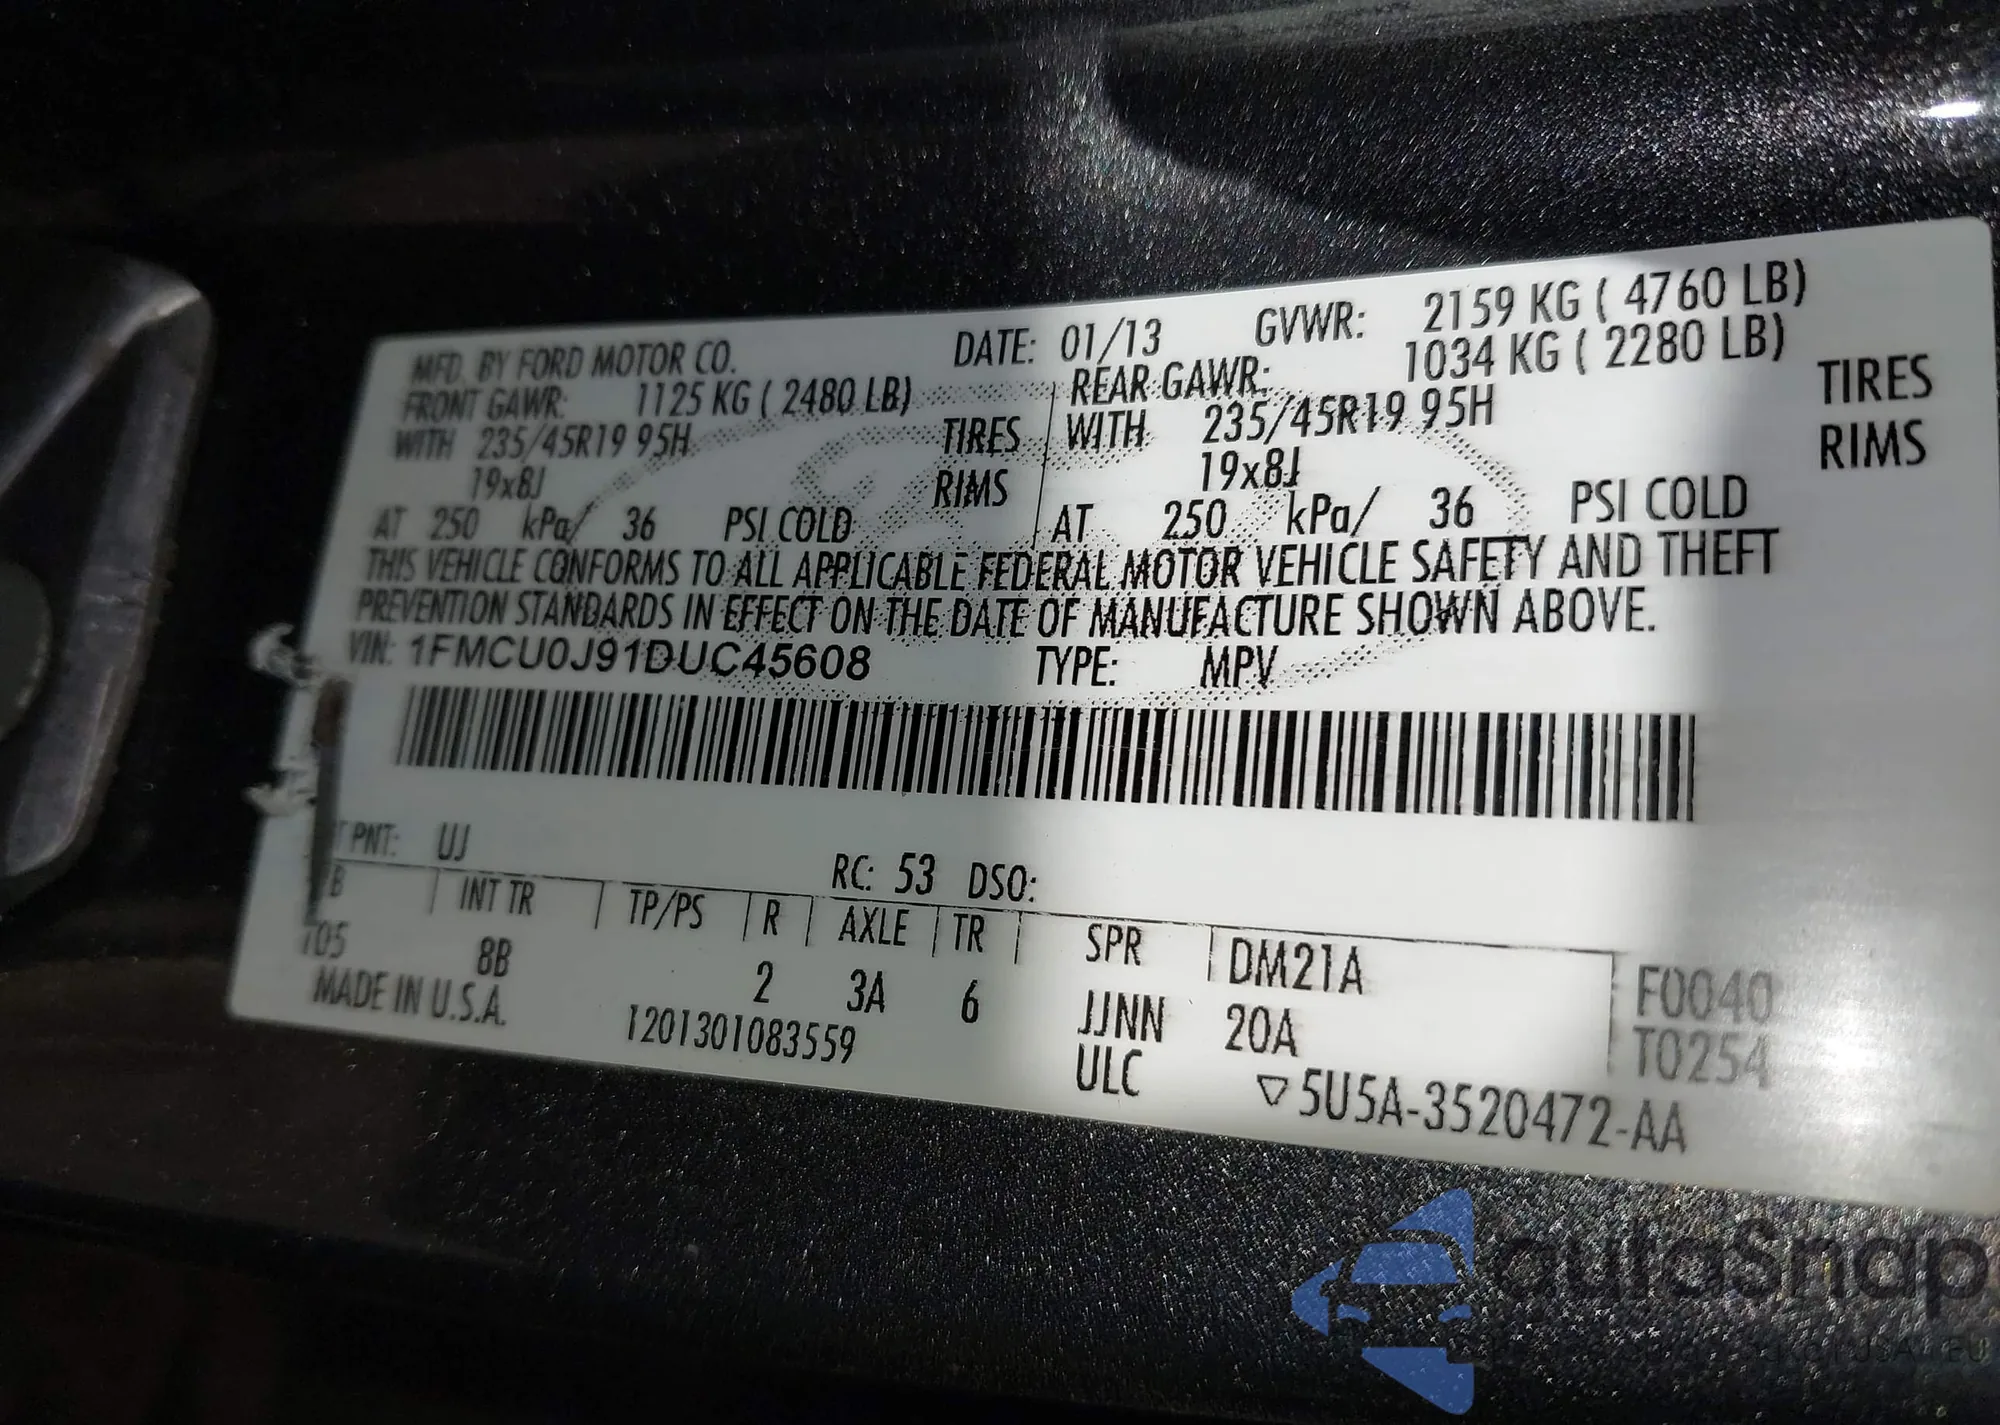 MFD. BY FORD MOTOR CO. DATE: 01/13 GVWR: 2159 KG ( 4760 LB)
FRONT GAWR: 1125 KG ( 2480 LB) REAR GAWR: 1034 KG ( 2280 LB)
WITH 235/45R19 95H TIRES WITH 235/45R19 95H TIRES
19x8J RIMS 19x8J RIMS
AT 250 kPa/ 36 PSI COLD AT 250 kPa/ 36 PSI COLD
THIS VEHICLE CONFORMS TO ALL APPLICABLE FEDERAL MOTOR VEHICLE SAFETY AND THEFT
PREVENTION STANDARDS IN EFFECT ON THE DATE OF MANUFACTURE SHOWN ABOVE.
VIN: 1FMCU0J91DUC45608 TYPE: MPV
T PNT: UJ RC: 53 DSO:
B INT TR TP/PS R AXLE TR SPR DM21A F0040
105 8B 2 3A 6 JJNN 20A T0254
MADE IN U.S.A. 1201301083559 ULC ▽5U5A-3520472-AA
autaSnap